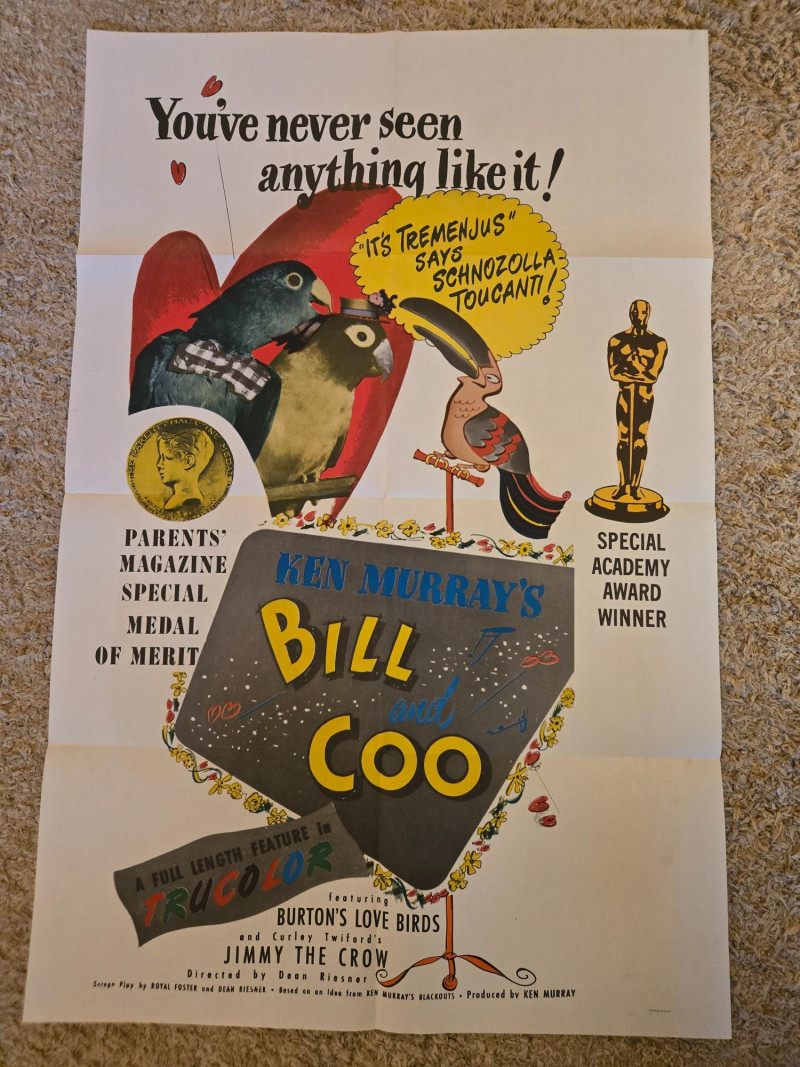 You've never seen
anything like it!
"IT'S TREMENJUS"
SAYS
SCHNOZOLLA
TOUCANTI!
PARENTS'
MAGAZINE
SPECIAL
MEDAL
OF MERIT
SPECIAL
ACADEMY
AWARD
WINNER
KEN MURRAY'S
BILL
and
COO
A FULL LENGTH FEATURE in
TRUCOLOR
featuring
BURTON'S LOVE BIRDS
and Curley Twiford's
JIMMY THE CROW
Directed by Dean Riesner
Screen Play by ROYAL FOSTER and DEAN RIESNER • Based on an Idea from KEN MURRAY'S BLACKOUTS • Produced by KEN MURRAY